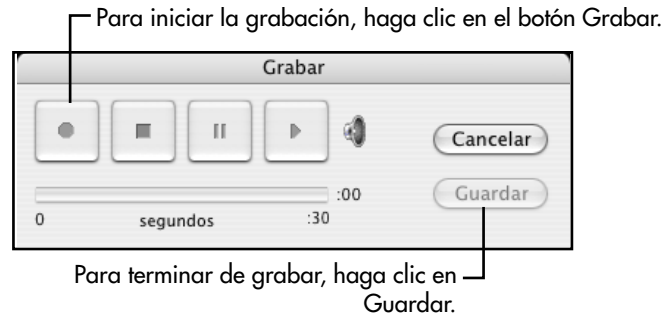 Para iniciar la grabación, haga clic en el botón Grabar.
Grabar
Cancelar
:00
Guardar
0 segundos :30
Para terminar de grabar, haga clic en
Guardar.